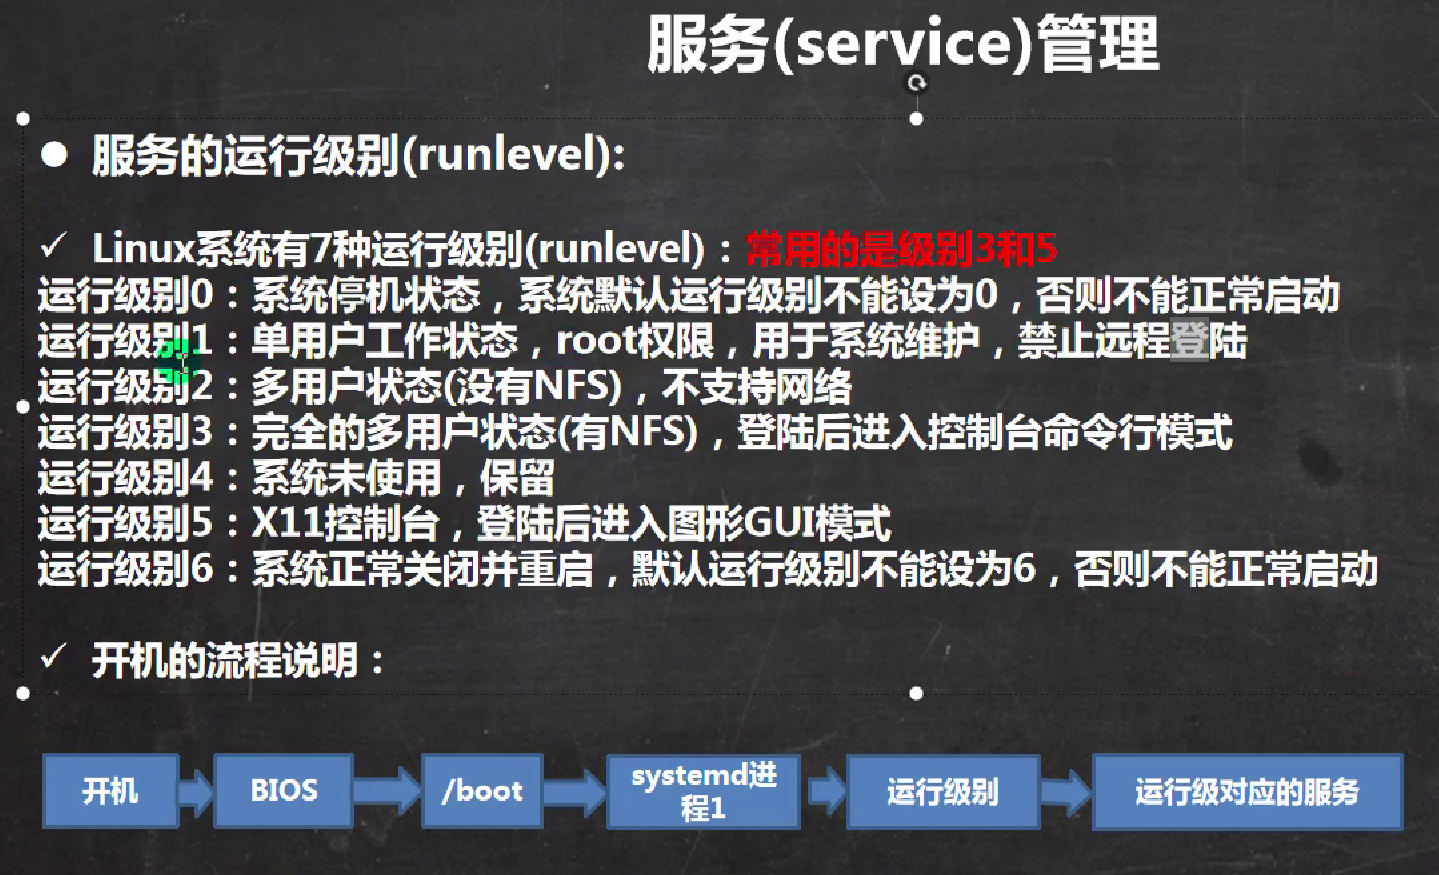 服务(service)管理
服务的运行级别(runlevel):
Linux系统有7种运行级别(runlevel)：常用的是级别3和5
运行级别0：系统停机状态，系统默认运行级别不能设为0，否则不能正常启动
运行级别1：单用户工作状态，root权限，用于系统维护，禁止远程登陆
运行级别2：多用户状态(没有NFS)，不支持网络
运行级别3：完全的多用户状态(有NFS)，登陆后进入控制台命令行模式
运行级别4：系统未使用，保留
运行级别5：X11控制台，登陆后进入图形GUI模式
运行级别6：系统正常关闭并重启，默认运行级别不能设为6，否则不能正常启动
开机的流程说明：
开机
BIOS
/boot
systemd进
程1
运行级别
运行级对应的服务